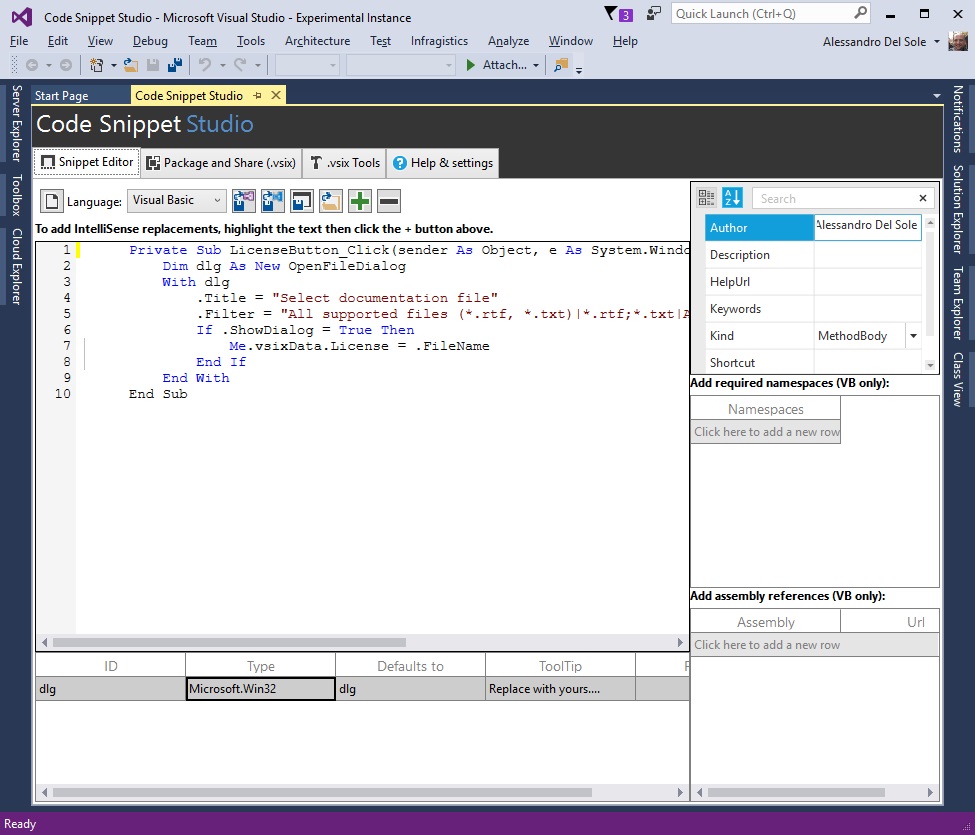 Code Snippet Studio - Microsoft Visual Studio - Experimental Instance
3
Quick Launch (Ctrl+Q)
File Edit View Debug Team Tools Architecture Test Infragistics Analyze Window Help
Alessandro Del Sole
Attach...
Server Explorer
Toolbox
Cloud Explorer
Start Page
Code Snippet Studio
Code Snippet Studio
Snippet Editor
Package and Share (.vsix)
.vsix Tools
? Help & settings
Language: Visual Basic
To add IntelliSense replacements, highlight the text then click the + button above.
1 Private Sub LicenseButton_Click(sender As Object, e As System.Windo
2 Dim dlg As New OpenFileDialog
3 With dlg
4 .Title = "Select documentation file"
5 .Filter = "All supported files (*.rtf, *.txt)|*.rtf;*.txt|A
6 If .ShowDialog = True Then
7 Me.vsixData.License = .FileName
8 End If
9 End With
10 End Sub
ID Type Defaults to ToolTip
dlg Microsoft.Win32 dlg Replace with yours....
A
Z
Search
Author Alessandro Del Sole
Description
HelpUrl
Keywords
Kind MethodBody
Shortcut
Add required namespaces (VB only):
Namespaces
Click here to add a new row
Add assembly references (VB only):
Assembly Url
Click here to add a new row
Notifications
Solution Explorer
Team Explorer
Class View
Ready